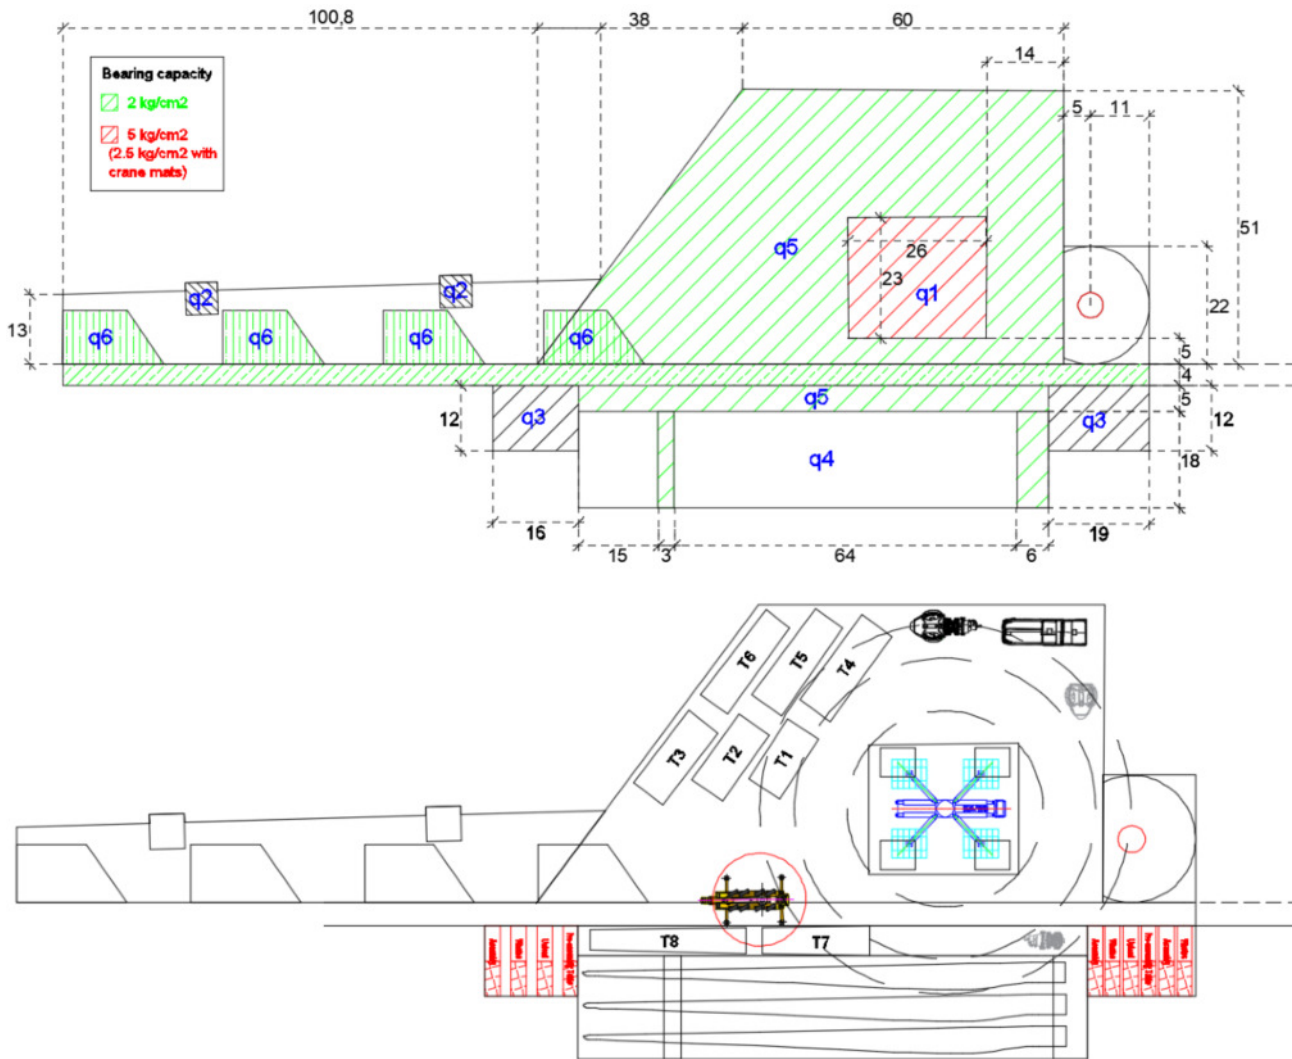 100,8
38
60
14
5
11
Bearing capacity
2 kg/cm2
5 kg/cm2
(2.5 kg/cm2 with
crane mats)
51
q5
26
q2
q2
23
q1
22
13
q6
q6
q6
q6
5
4
q5
5
12
q3
q3
12
q4
18
16
19
15
3
64
6
T6
T5
T4
T3
T2
T1
T8
T7